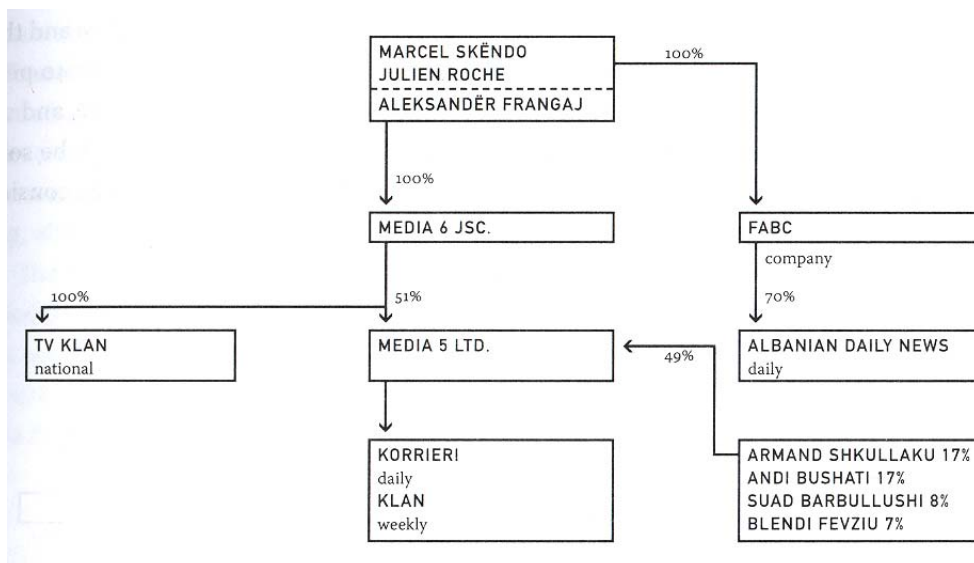 MARCEL SKËNDO
JULIEN ROCHE
ALEKSANDËR FRANGAJ
100%
100%
MEDIA 6 JSC.
FABC
company
100%
51%
70%
TV KLAN
national
MEDIA 5 LTD.
49%
ALBANIAN DAILY NEWS
daily
KORRIERI
daily
KLAN
weekly
ARMAND SHKULLAKU 17%
ANDI BUSHATI 17%
SUAD BARBULLUSHI 8%
BLENDI FEVZIU 7%